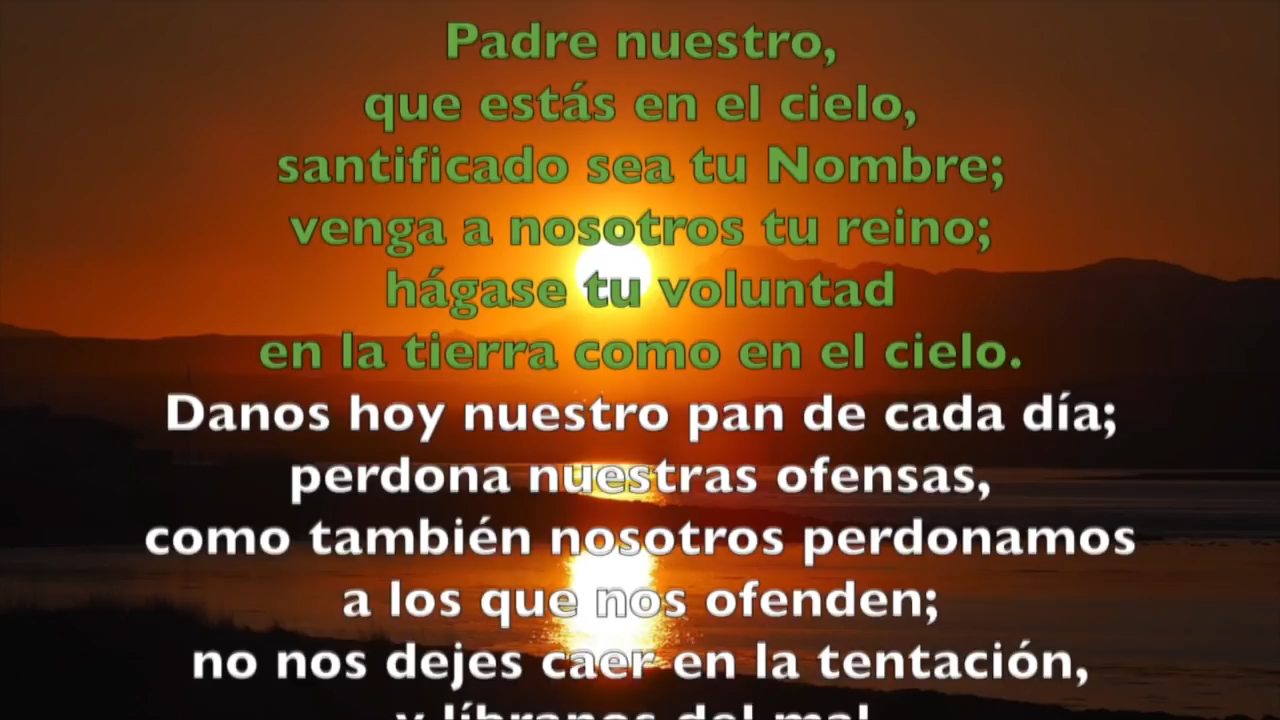 Padre nuestro,
que estás en el cielo,
santificado sea tu Nombre;
venga a nosotros tu reino;
hágase tu voluntad
en la tierra como en el cielo.
Danos hoy nuestro pan de cada día;
perdona nuestras ofensas,
como también nosotros perdonamos
a los que nos ofenden;
no nos dejes caer en la tentación,
y líbranos del mal